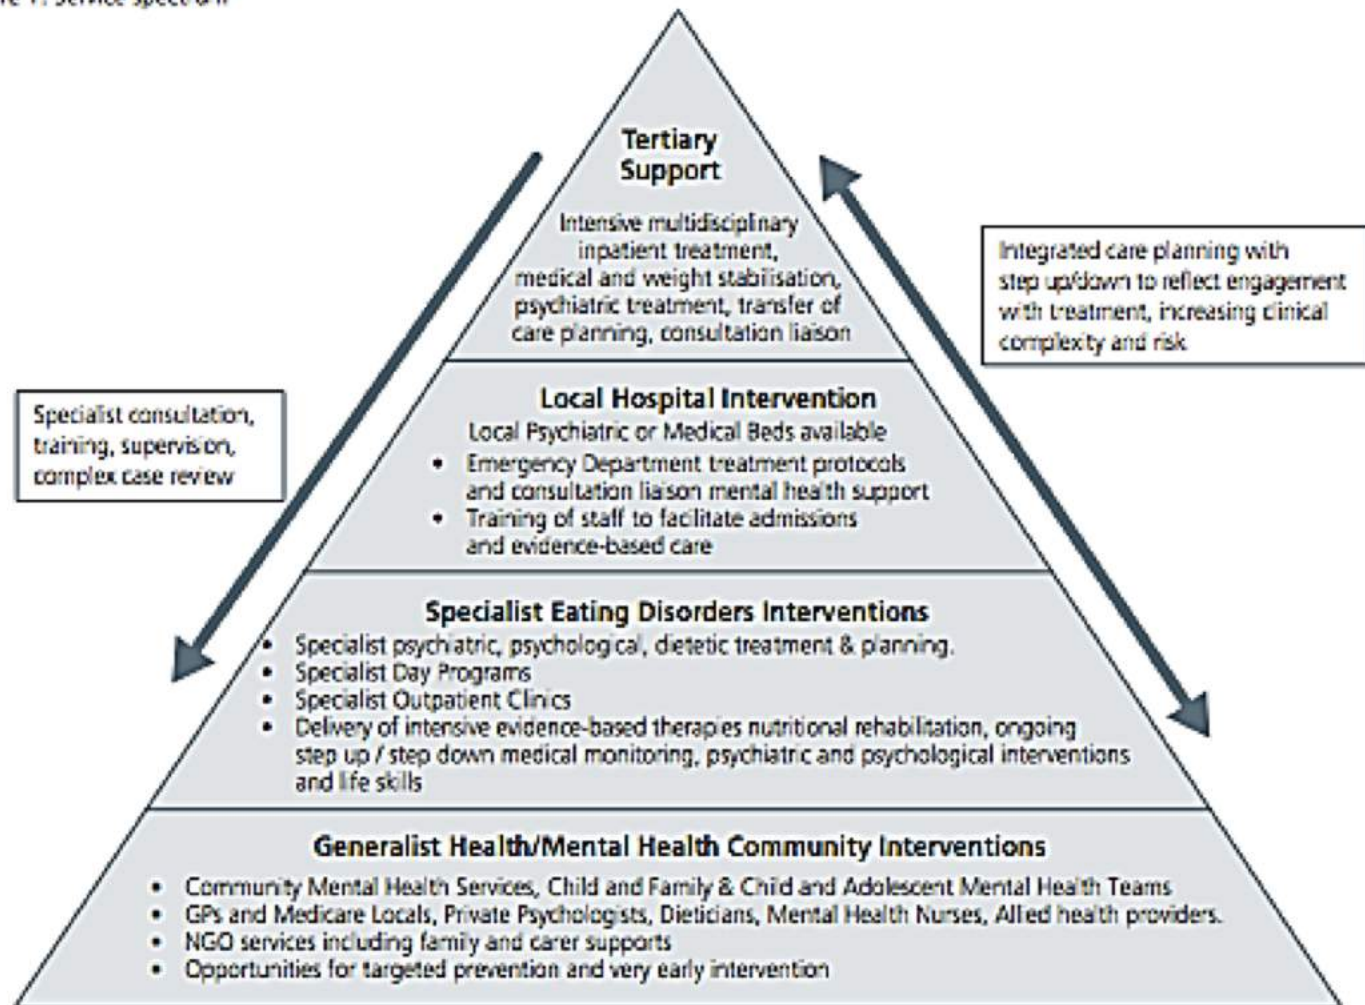 1. Service spectrum
Tertiary
Support
Intensive multidisciplinary
inpatient treatment,
medical and weight stabilisation,
psychiatric treatment, transfer of
care planning, consultation liaison
Integrated care planning with
step up/down to reflect engagement
with treatment, increasing clinical
complexity and risk
Specialist consultation,
training, supervision,
complex case review
Local Hospital Intervention
Local Psychiatric or Medical Beds available
• Emergency Department treatment protocols
and consultation liaison mental health support
• Training of staff to facilitate admissions
and evidence-based care
Specialist Eating Disorders Interventions
• Specialist psychiatric, psychological, dietetic treatment & planning.
• Specialist Day Programs
• Specialist Outpatient Clinics
• Delivery of intensive evidence-based therapies nutritional rehabilitation, ongoing
step up / step down medical monitoring, psychiatric and psychological interventions
and life skills
Generalist Health/Mental Health Community Interventions
• Community Mental Health Services, Child and Family & Child and Adolescent Mental Health Teams
• GPs and Medicare Locals, Private Psychologists, Dieticians, Mental Health Nurses, Allied health providers.
• NGO services including family and carer supports
• Opportunities for targeted prevention and very early intervention